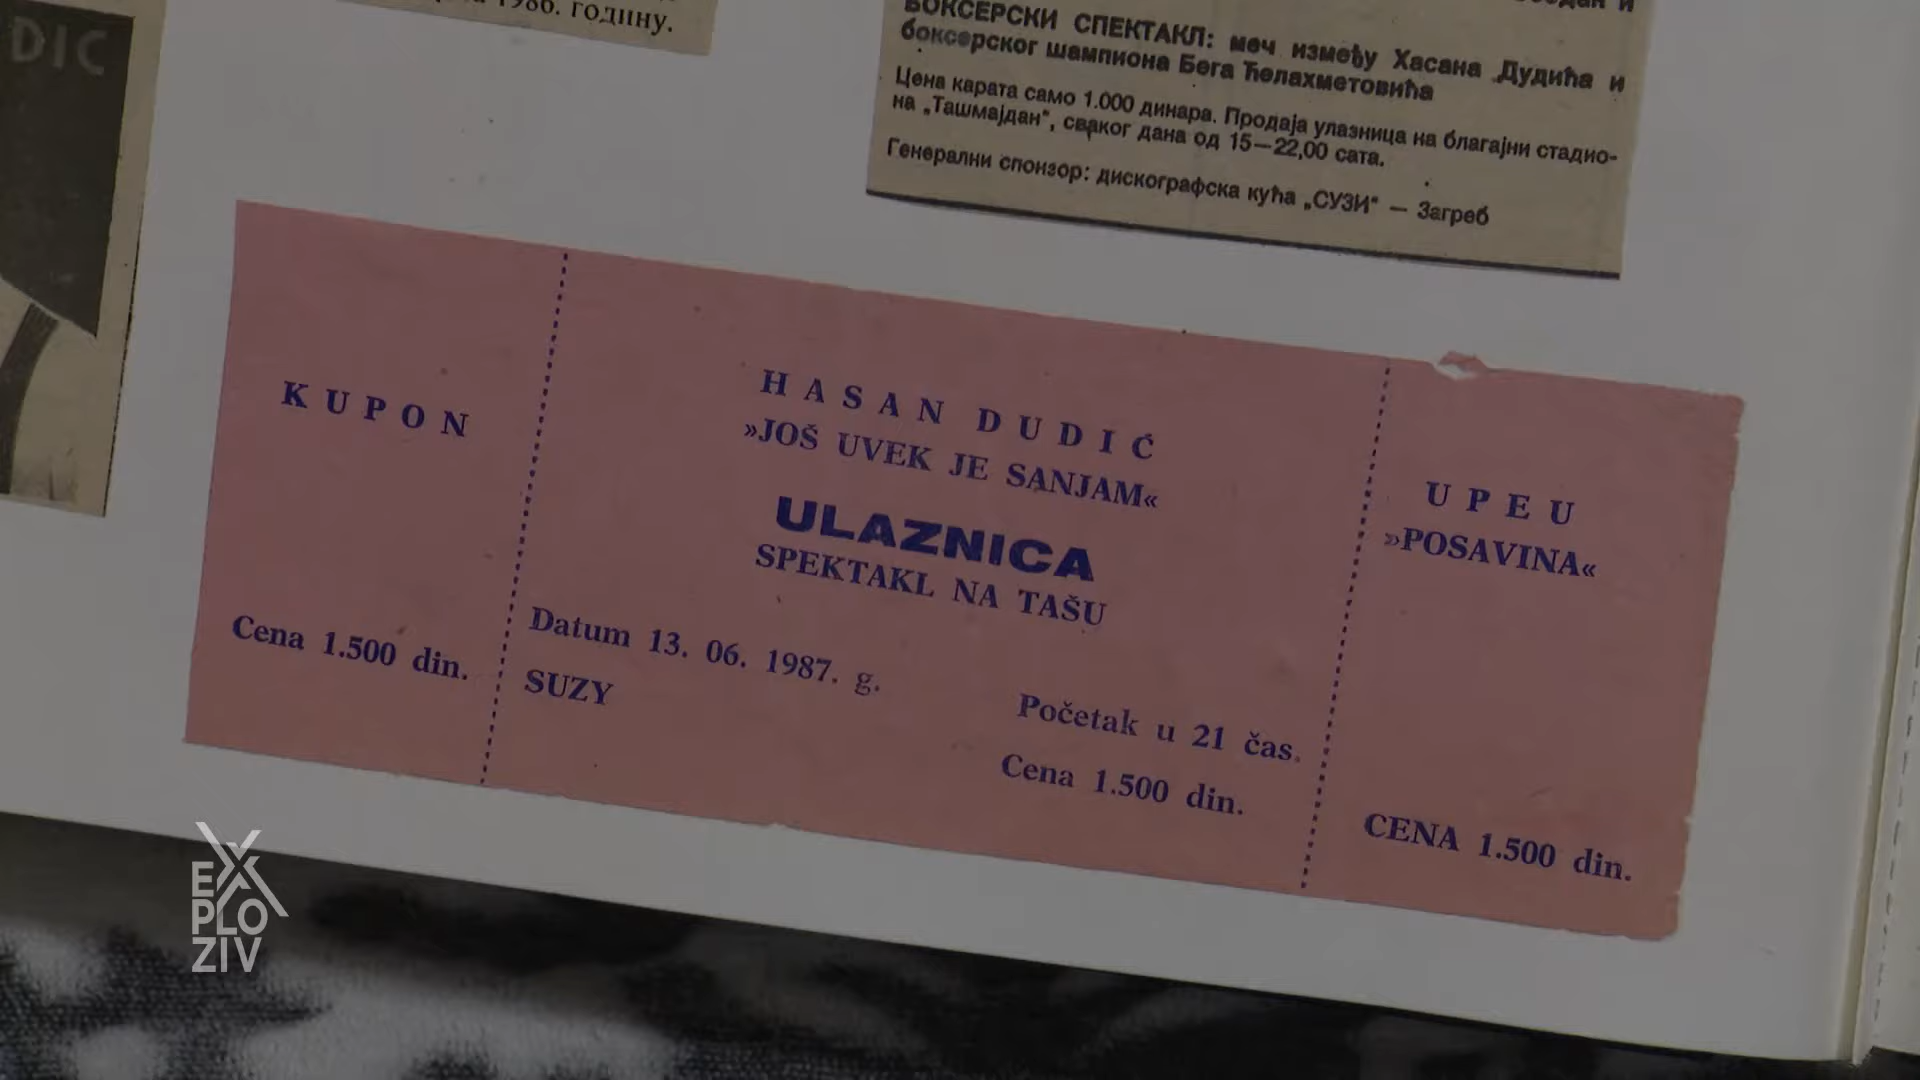 DIC
1986. годину.
БОКСЕРСКИ СПЕКТАКЛ: меч између Хасана Дудића и
боксерског шампиона Бега Ћелахметовића
Цена карата само 1.000 динара. Продаја улазница на благајни стадио-
на „Ташмајдан“, сваког дана од 15—22,00 сата.
Генерални спонзор: дискографска кућа „СУЗИ“ — Загреб
KUPON
Cena 1.500 din.
HASAN DUDIĆ
»JOŠ UVEK JE SANJAM«
ULAZNICA
SPEKTAKL NA TAŠU
Datum 13. 06. 1987. g.
SUZY
Početak u 21 čas.
Cena 1.500 din.
UPEU
»POSAVINA«
CENA 1.500 din.
EX
PLO
ZIV